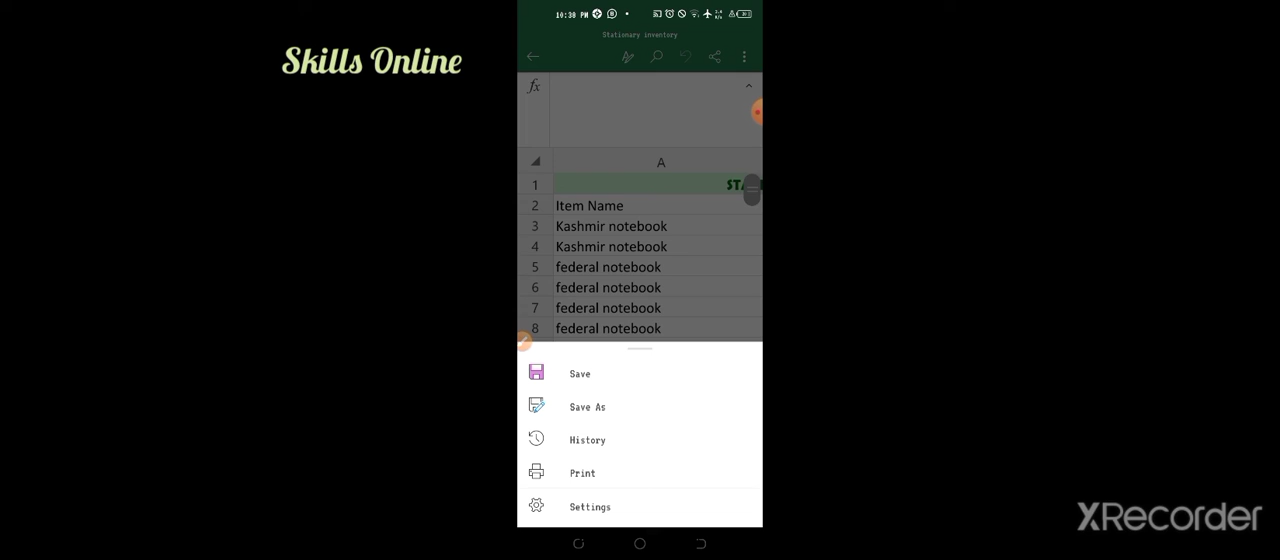 Skills Online
10:38 PM
Stationary inventory
fx
A
1 STA
2 Item Name
3 Kashmir notebook
4 Kashmir notebook
5 federal notebook
6 federal notebook
7 federal notebook
8 federal notebook
Save
Save As
History
Print
Settings
XRecorder